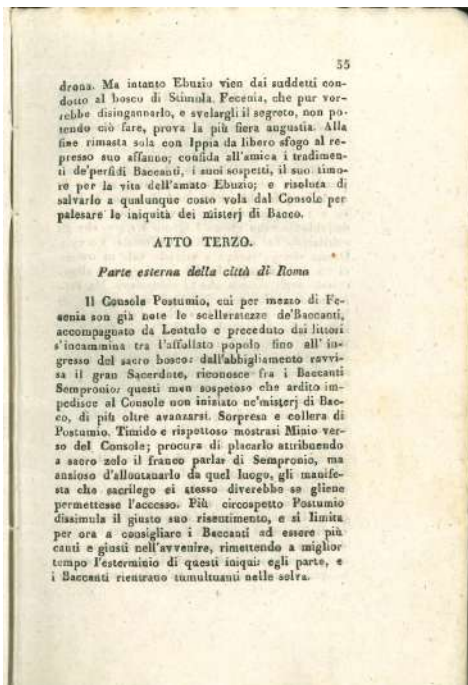 55
drona. Ma intanto Ebuzio vien dai suddetti con-
dotto al bosco di Stimula. Fecenia, che pur vor-
rebbe disingannarlo, e svelargli il segreto, non po-
tendo ciò fare, prova la più fiera angustia. Alla
fine rimasta sola con Ippia da libero sfogo al re-
presso suo affanno; confida all'amica i tradimen-
ti de'perfidi Baccanti, i suoi sospetti, il suo timo-
re per la vita dell'amato Ebuzio; e risoluta di
salvarlo a qualunque costo vola dal Console per
palesare le iniquità dei misterj di Bacco.
ATTO TERZO.
Parte esterna della città di Roma
Il Console Postumio, cui per mezzo di Fe-
cenia son già note le scelleratezze de'Baccanti,
accompagnato da Lentulo e preceduto dai littori
s'incammina tra l'affollato popolo fino all'in-
gresso del sacro bosco: dall'abbigliamento ravvi-
sa il gran Sacerdote, riconosce fra i Baccanti
Sempronio: questi men sospetoso che ardito im-
pedisce al Console non iniziato ne'misterj di Bac-
co, di più oltre avanzarsi. Sorpresa e collera di
Postumio. Timido e rispettoso mostrasi Minio ver-
so del Console; procura di placarlo attribuendo
a sacro zelo il franco parlar di Sempronio, ma
anzioso d'allontanarlo da quel luogo, gli manife-
sta che sacrilego ei stesso diverebbe se gliene
permettesse l'accesso. Più circospetto Postumio
dissimula il giusto suo risentimento, e si limita
per ora a consigliare i Baccanti ad essere più
cauti e giusti nell'avvenire, rimettendo a miglior
tempo l'esterminio di questi iniqui: egli parte, e
i Baccanti rientrano tumultuanti nelle selva.